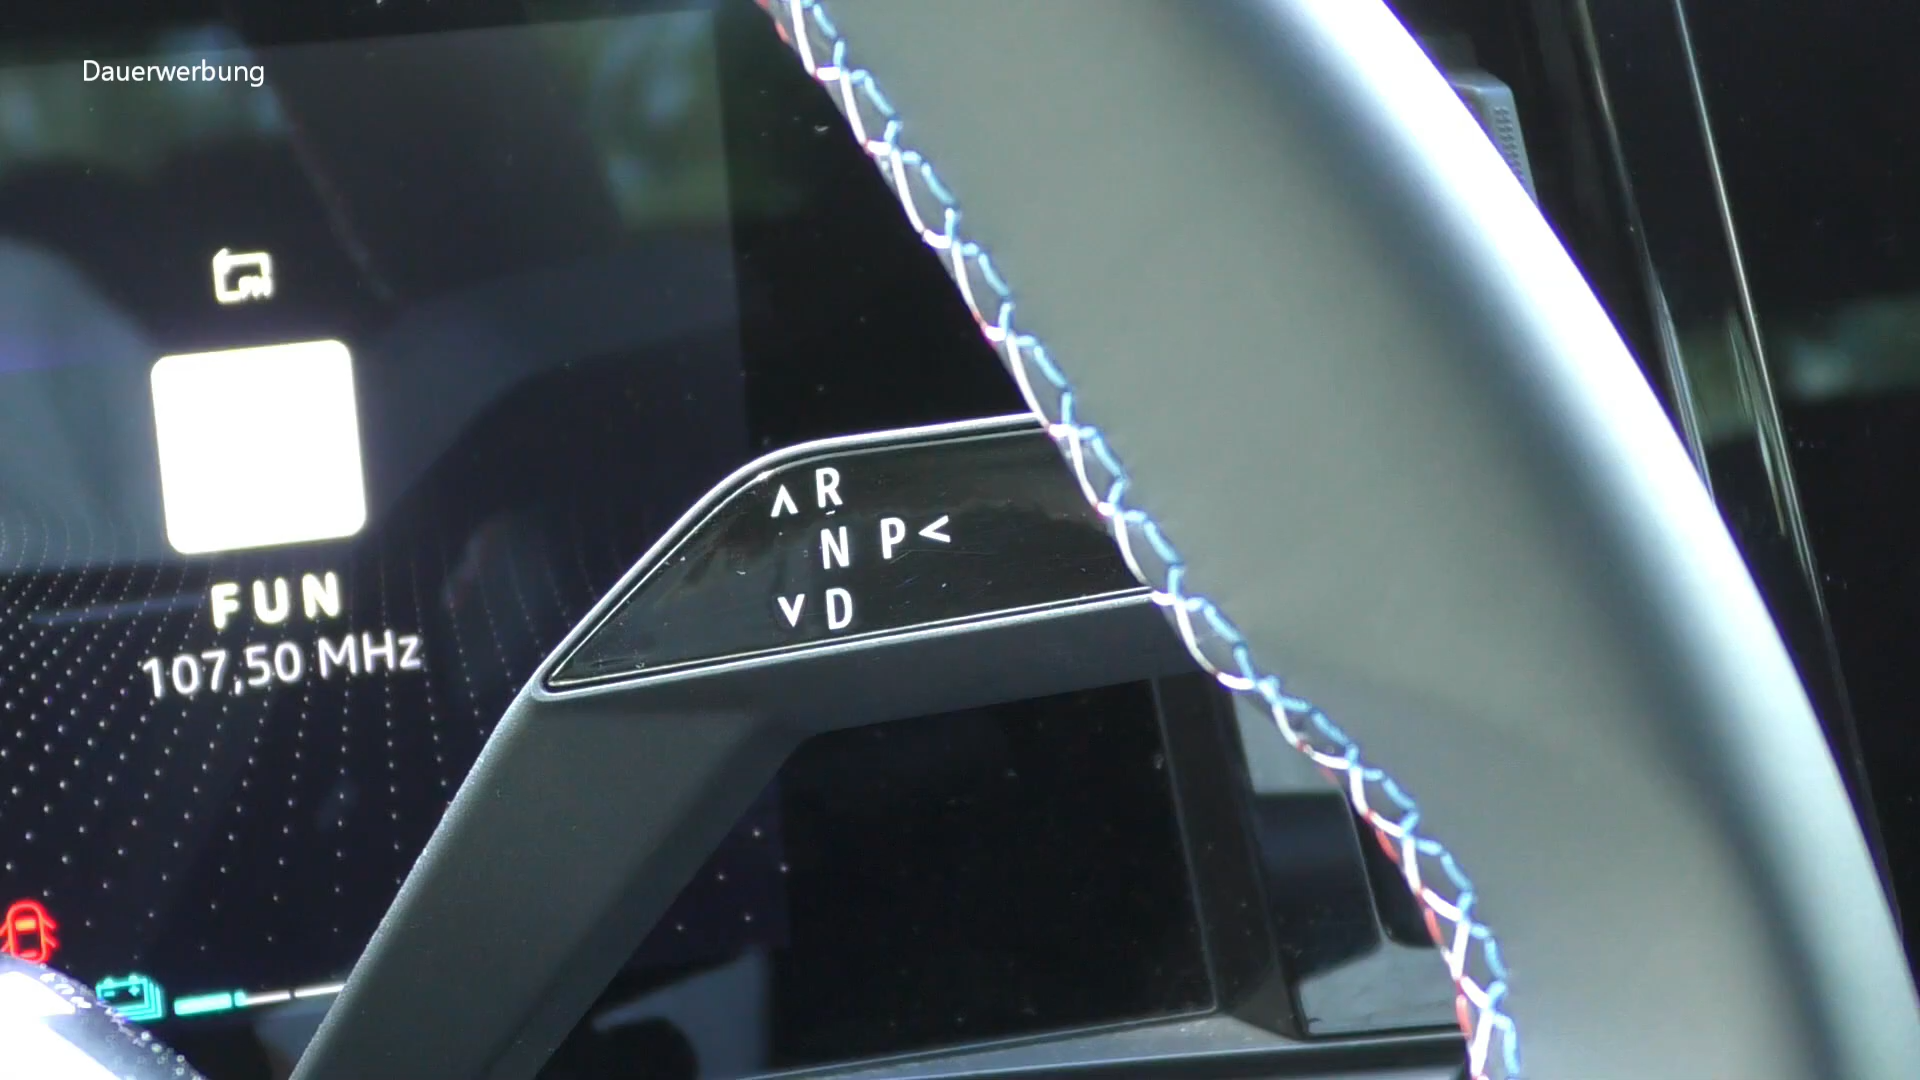 Dauerwerbung
FUN
107,50 MHz
^ R
N P <
v D